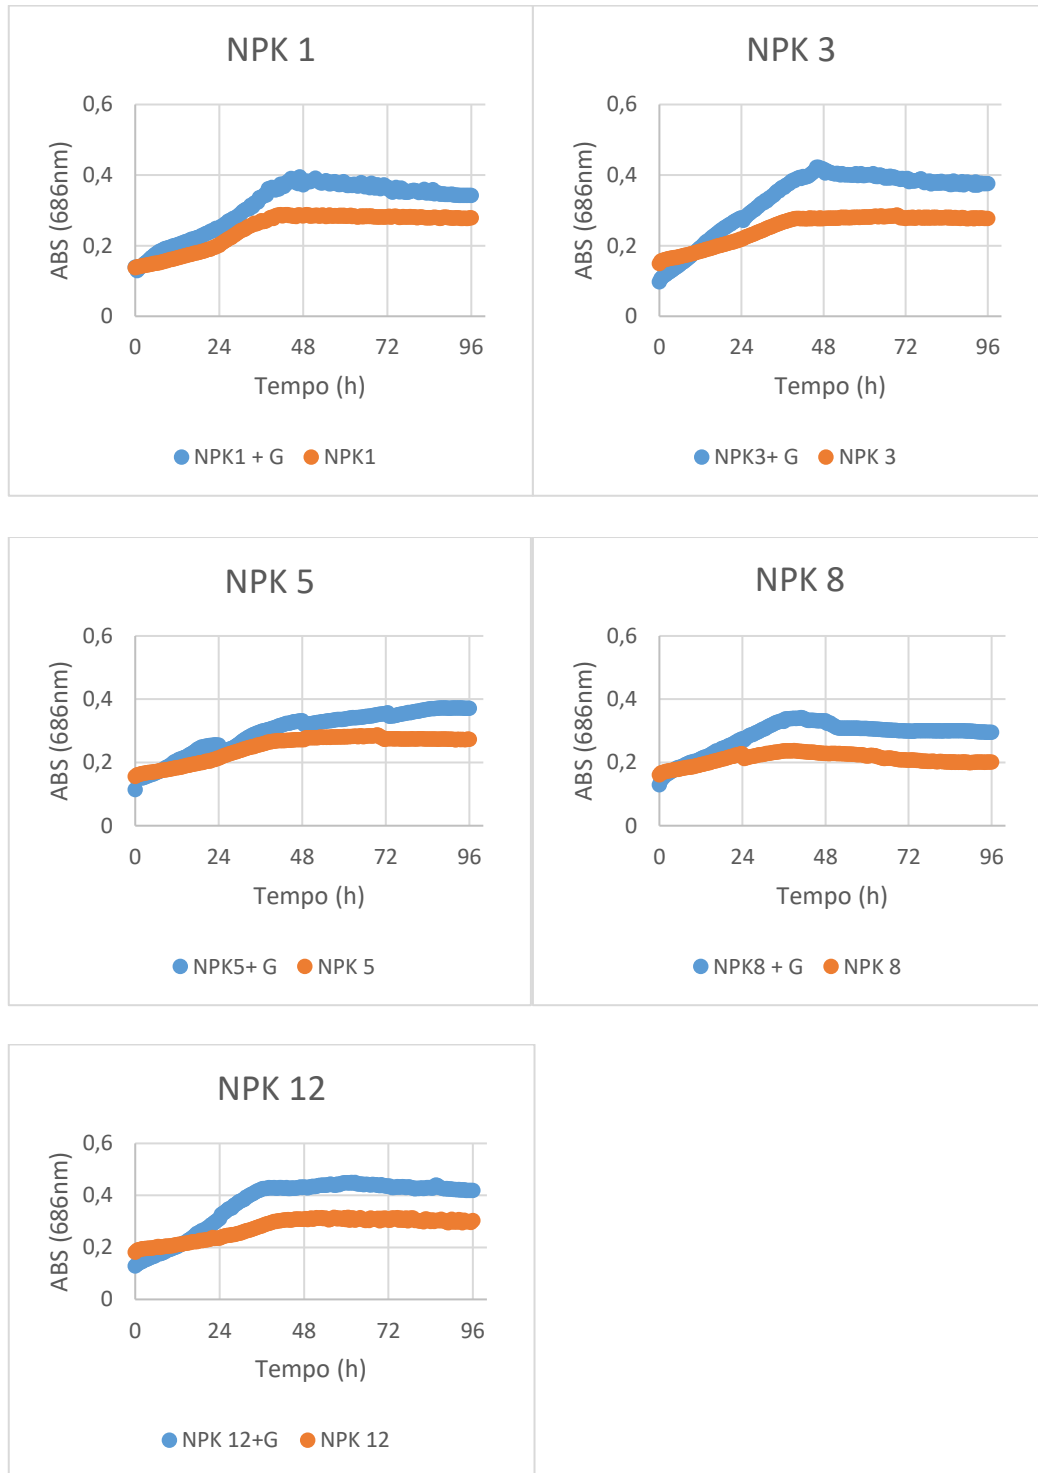 NPK 1
0,6
0,4
0,2
0
ABS (686nm)
0 24 48 72 96
Tempo (h)
NPK1 + G NPK1
NPK 3
0,6
0,4
0,2
0
ABS (686nm)
0 24 48 72 96
Tempo (h)
NPK3+ G NPK 3
NPK 5
0,6
0,4
0,2
0
ABS (686nm)
0 24 48 72 96
Tempo (h)
NPK5+ G NPK 5
NPK 8
0,6
0,4
0,2
0
ABS (686nm)
0 24 48 72 96
Tempo (h)
NPK8 + G NPK 8
NPK 12
0,6
0,4
0,2
0
ABS (686nm)
0 24 48 72 96
Tempo (h)
NPK 12+G NPK 12